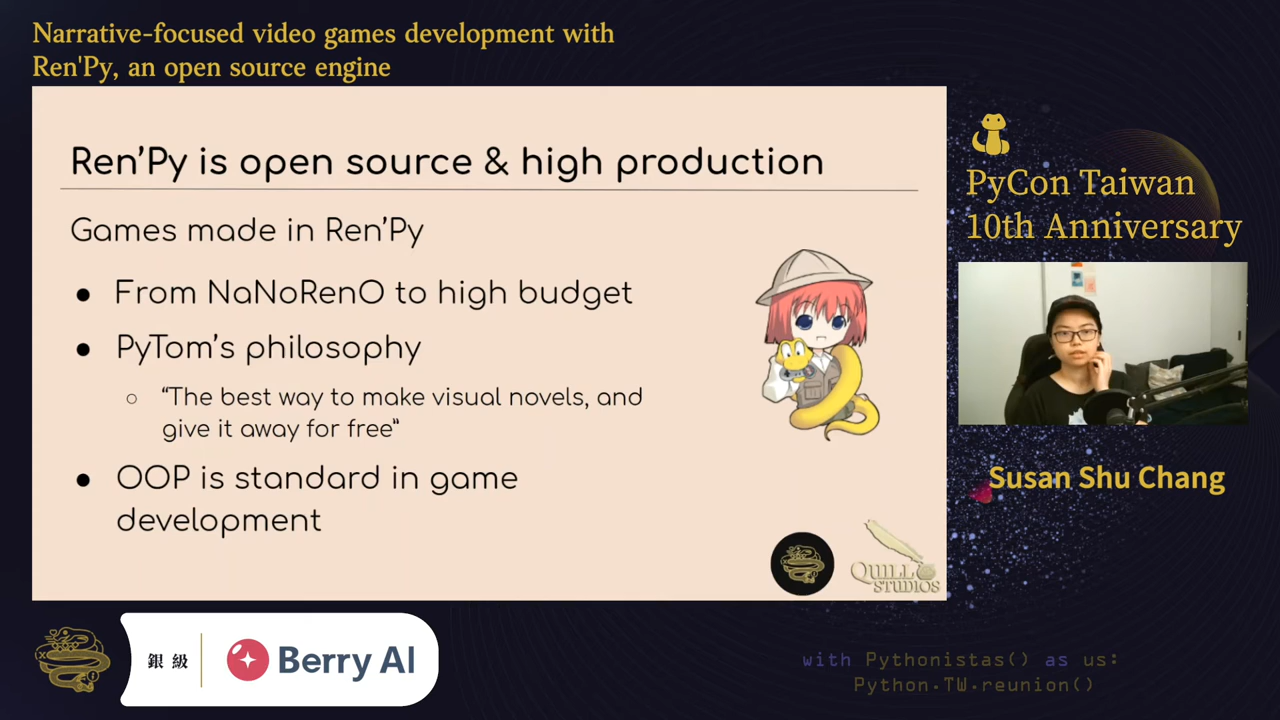 Narrative-focused video games development with
Ren'Py, an open source engine
Ren’Py is open source & high production
Games made in Ren’Py
● From NaNoRenO to high budget
● PyTom’s philosophy
○ “The best way to make visual novels, and
give it away for free”
● OOP is standard in game
development
QUILL
STUDIOS
PyCon Taiwan
10th Anniversary
Susan Shu Chang
銀級
Berry AI
with Pythonistas() as us:
Python.TW.reunion()